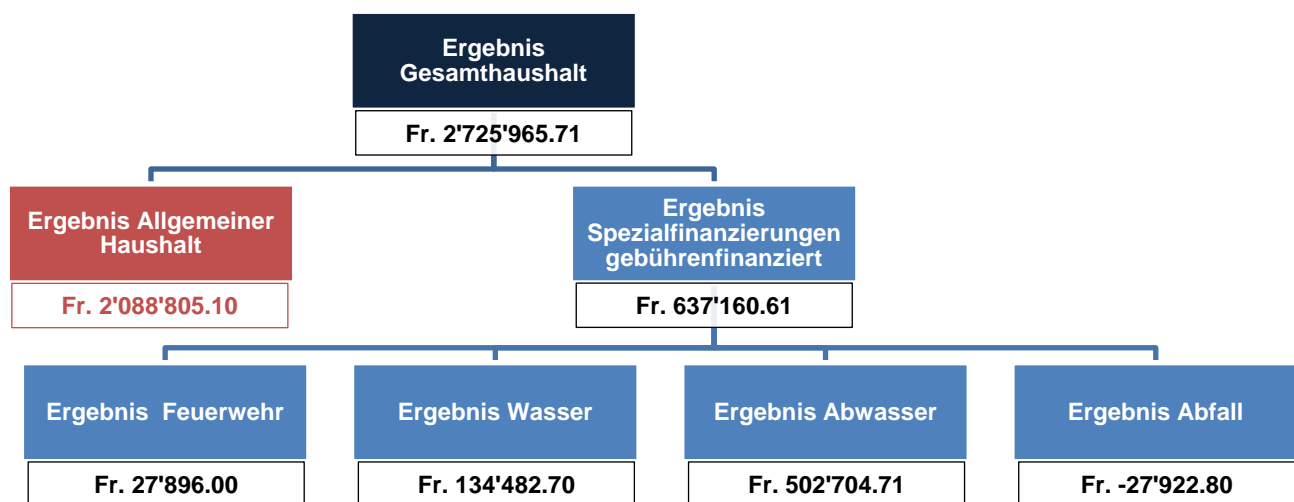 Ergebnis
Gesamthaushalt
Fr. 2'725'965.71
Ergebnis Allgemeiner
Haushalt
Fr. 2'088'805.10
Ergebnis
Spezialfinanzierungen
gebührenfinanziert
Fr. 637'160.61
Ergebnis Feuerwehr
Fr. 27'896.00
Ergebnis Wasser
Fr. 134'482.70
Ergebnis Abwasser
Fr. 502'704.71
Ergebnis Abfall
Fr. -27'922.80